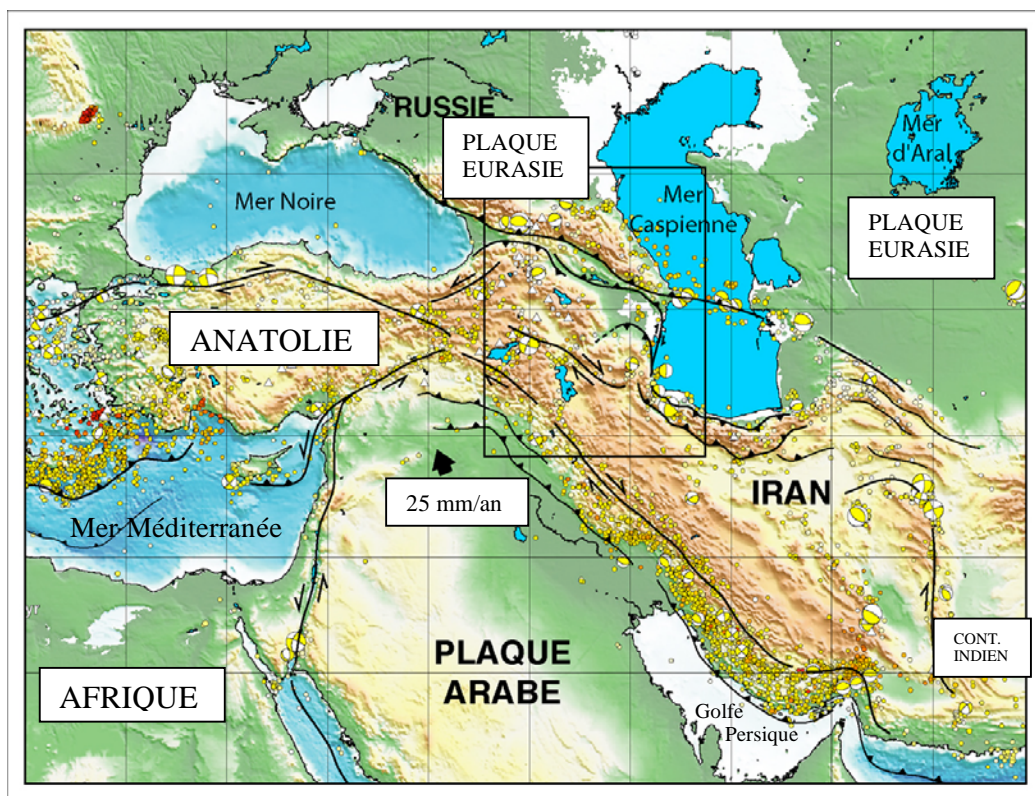 RUSSIE
PLAQUE
EURASIE
Mer
d'Aral
Mer Noire
Mer
Caspienne
PLAQUE
EURASIE
ANATOLIE
25 mm/an
IRAN
Mer Méditerranée
CONT.
INDIEN
PLAQUE
ARABE
AFRIQUE
Golfe
Persique